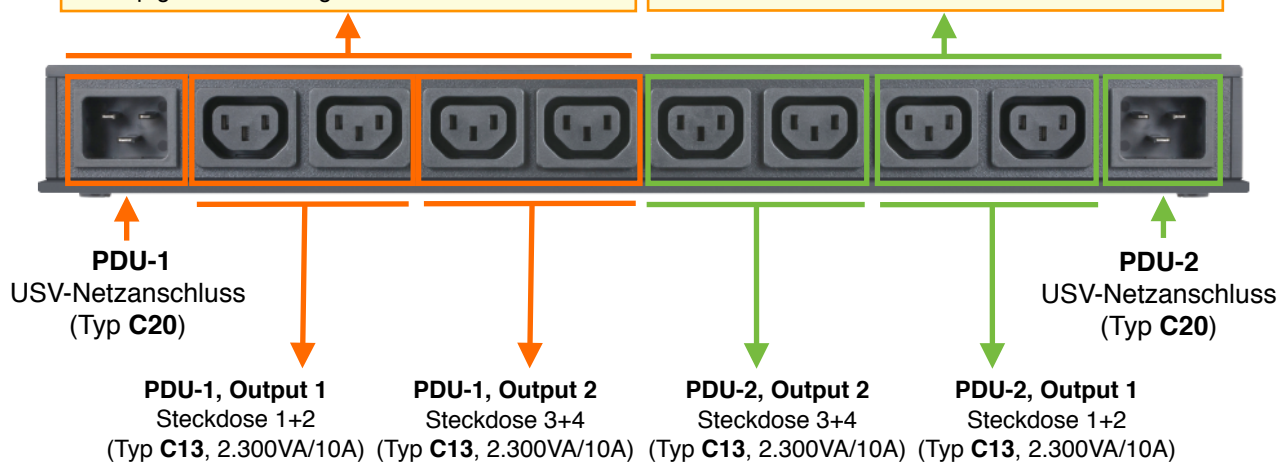 PDU-1
USV-Netzanschluss
(Typ C20)
PDU-2
USV-Netzanschluss
(Typ C20)
PDU-1, Output 1
Steckdose 1+2
(Typ C13, 2.300VA/10A)
PDU-1, Output 2
Steckdose 3+4
(Typ C13, 2.300VA/10A)
PDU-2, Output 2
Steckdose 3+4
(Typ C13, 2.300VA/10A)
PDU-2, Output 1
Steckdose 1+2
(Typ C13, 2.300VA/10A)